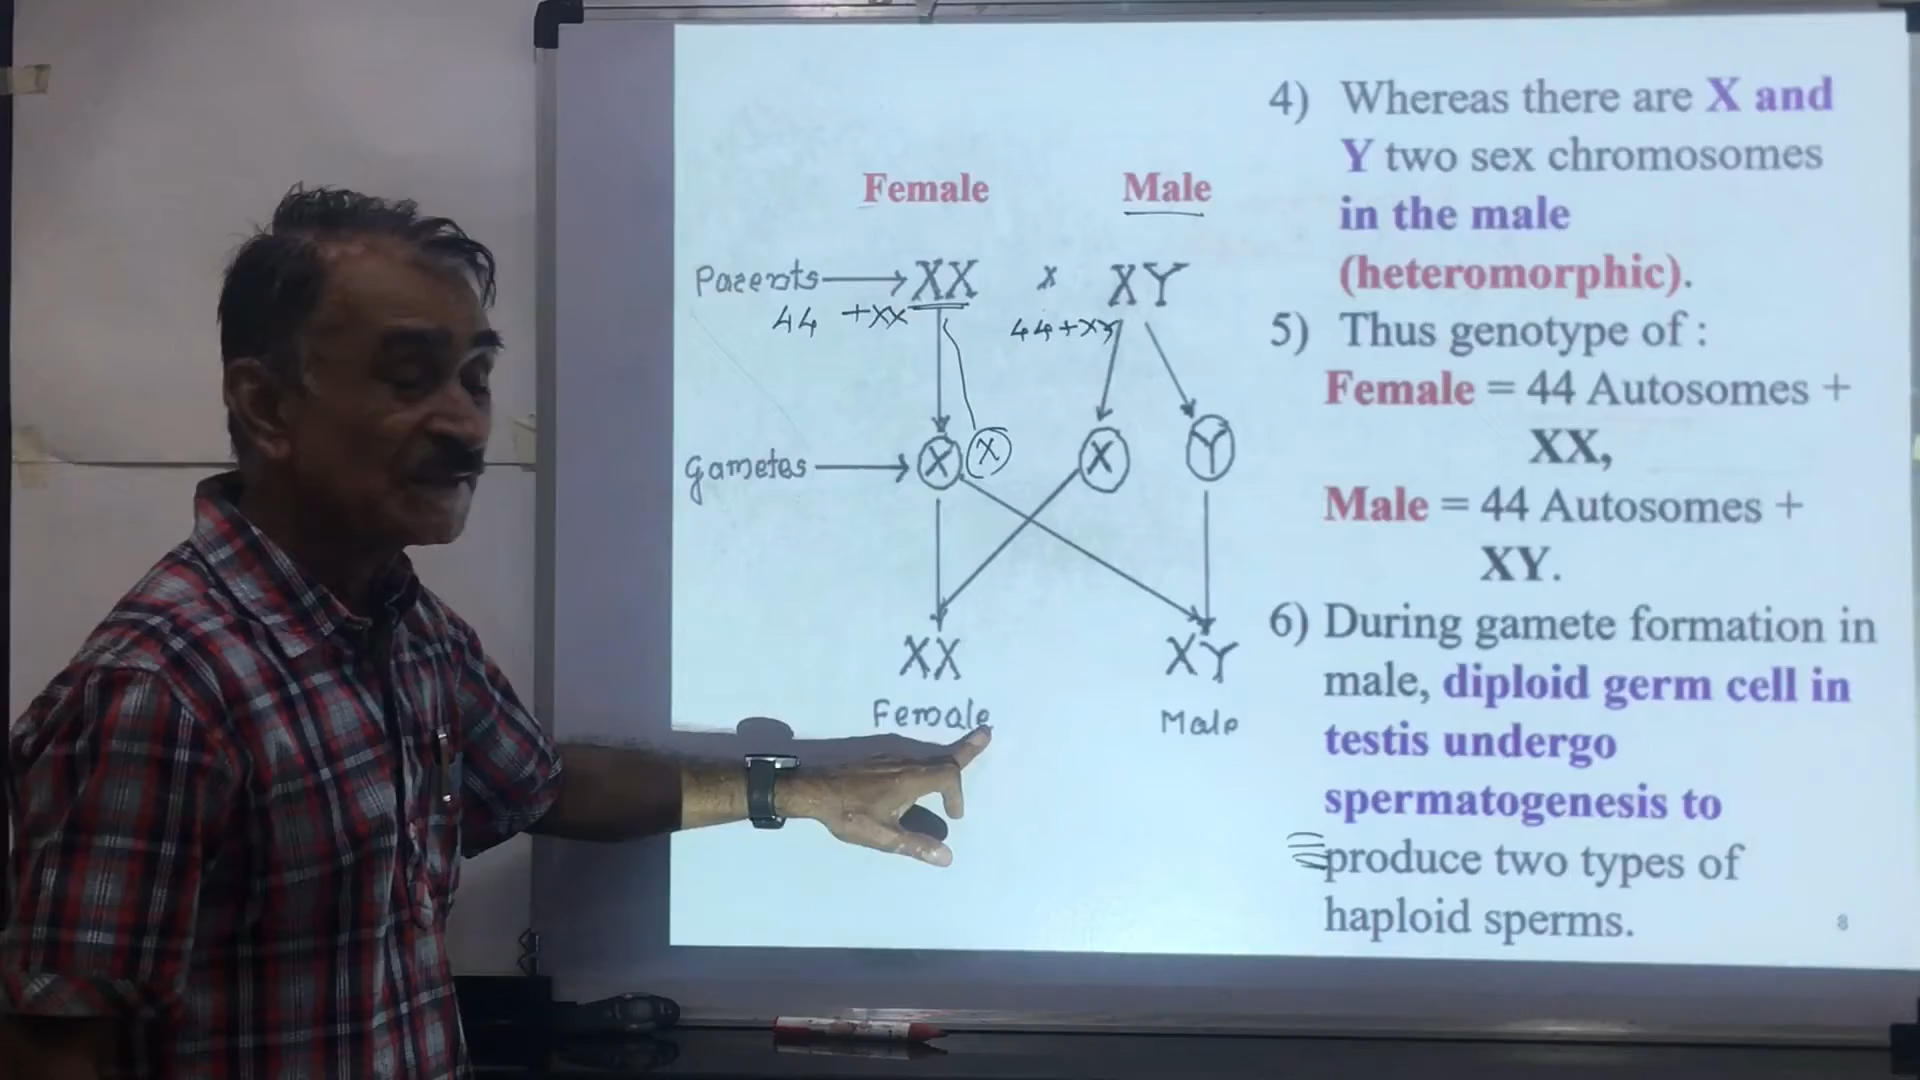 Female Male
Parents XX x XY
44 +XX 44+XY
Gametes X X X Y
XX XY
Female Male
4) Whereas there are X and
Y two sex chromosomes
in the male
(heteromorphic).
5) Thus genotype of :
Female = 44 Autosomes +
XX,
Male = 44 Autosomes +
XY.
6) During gamete formation in
male, diploid germ cell in
testis undergo
spermatogenesis to
produce two types of
haploid sperms.
8